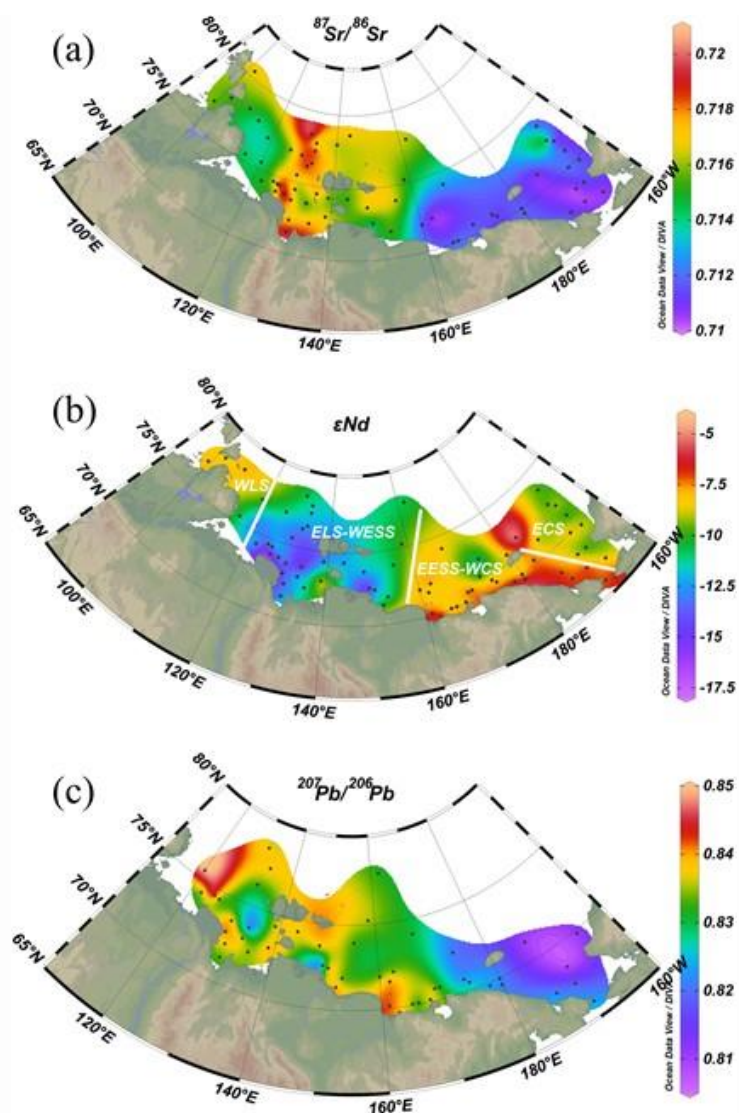 (a)
⁸⁷Sr/⁸⁶Sr
80°N
75°N
70°N
65°N
100°E
120°E
140°E
160°E
180°E
160°W
0.72
0.718
0.716
0.714
0.712
0.71
Ocean Data View / DIVA
(b)
εNd
80°N
75°N
70°N
65°N
WLS
ELS-WESS
EESS-WCS
ECS
100°E
120°E
140°E
160°E
180°E
160°W
-5
-7.5
-10
-12.5
-15
-17.5
Ocean Data View / DIVA
(c)
²⁰⁷Pb/²⁰⁶Pb
80°N
75°N
70°N
65°N
120°E
140°E
160°E
180°E
160°W
0.85
0.84
0.83
0.82
0.81
Ocean Data View / DIVA